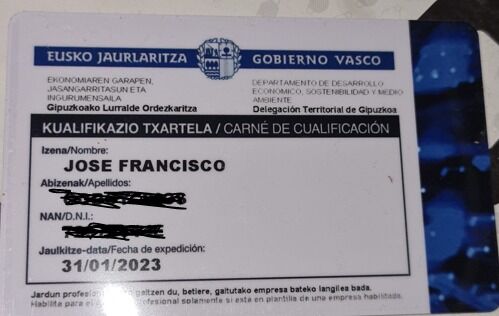 EUSKO JAURLARITZA GOBIERNO VASCO
EKONOMIAREN GARAPEN,
JASANGARRITASUN ETA
INGURUMENSAILA
Gipuzkoako Lurralde Ordezkaritza
DEPARTAMENTO DE DESARROLLO
ECONÓMICO, SOSTENIBILIDAD Y MEDIO
AMBIENTE
Delegación Territorial de Gipuzkoa
KUALIFIKAZIO TXARTELA / CARNÉ DE CUALIFICACIÓN
Izena/Nombre:
JOSE FRANCISCO
Abizenak/Apellidos:
NAN/D.N.I.:
Jaulkitze-data/Fecha de expedición:
31/01/2023
Jardun galtzen du, betiere, gaitutako empresa bateko langilea bada.
Habilita para el solamente si está en plantilla de una empresa habilitada.